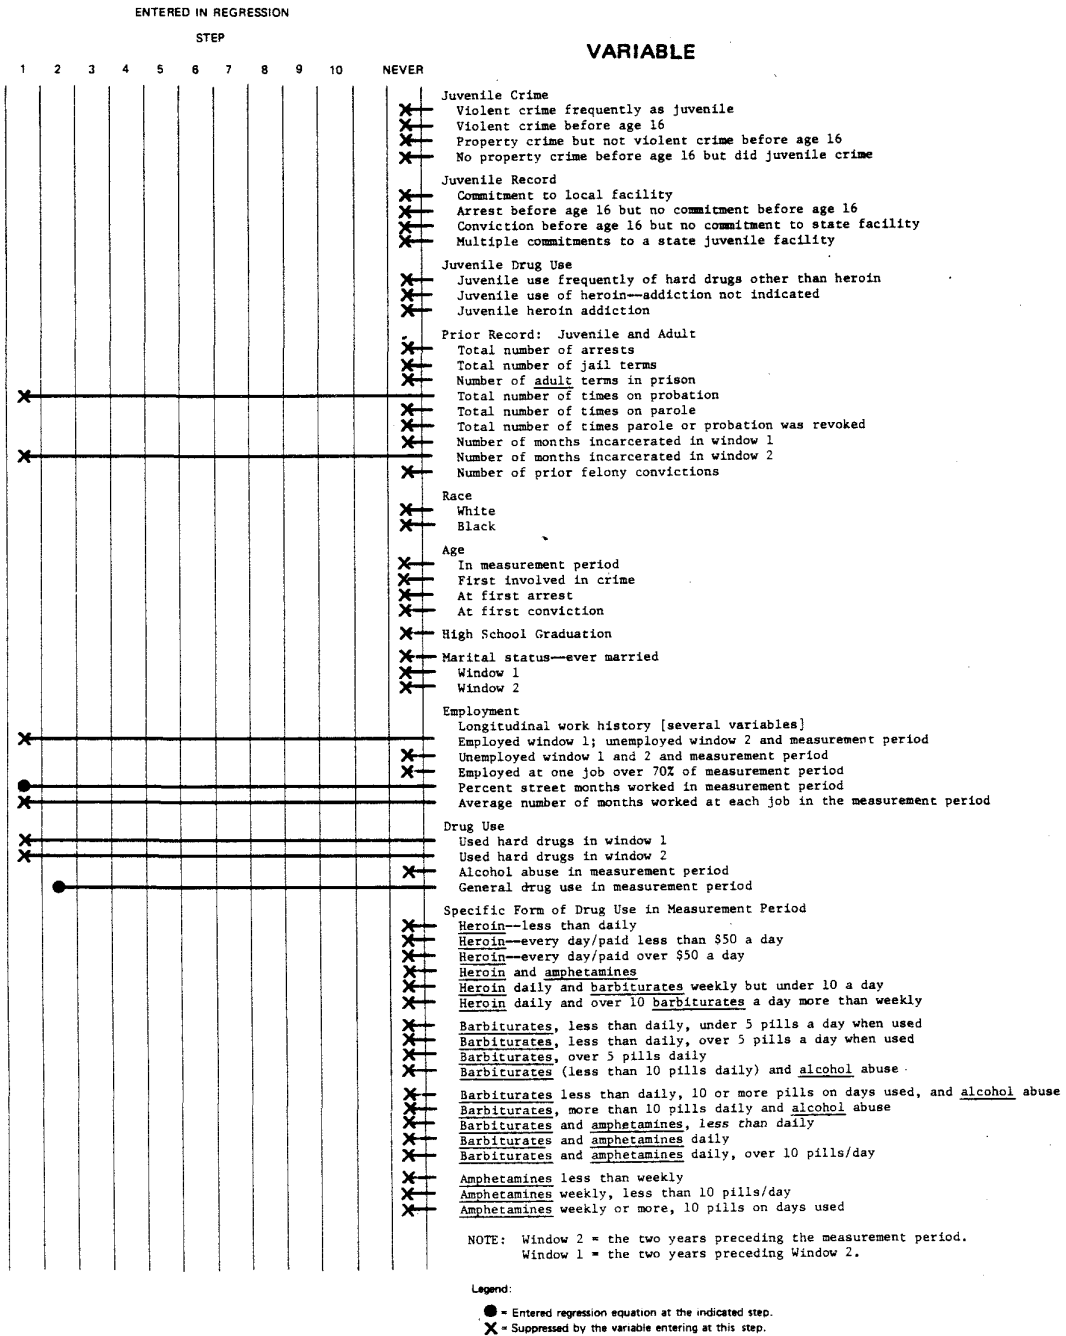 ENTERED IN REGRESSION
STEP
VARIABLE
1 2 3 4 5 6 7 8 9 10 NEVER
Juvenile Crime
Violent crime frequently as juvenile
Violent crime before age 16
Property crime but not violent crime before age 16
No property crime before age 16 but did juvenile crime
Juvenile Record
Commitment to local facility
Arrest before age 16 but no commitment before age 16
Conviction before age 16 but no commitment to state facility
Multiple commitments to a state juvenile facility
Juvenile Drug Use
Juvenile use frequently of hard drugs other than heroin
Juvenile use of heroin--addiction not indicated
Juvenile heroin addiction
Prior Record: Juvenile and Adult
Total number of arrests
Total number of jail terms
Number of adult terms in prison
Total number of times on probation
Total number of times on parole
Total number of times parole or probation was revoked
Number of months incarcerated in window 1
Number of months incarcerated in window 2
Number of prior felony convictions
Race
White
Black
Age
In measurement period
First involved in crime
At first arrest
At first conviction
High School Graduation
Marital status—ever married
Window 1
Window 2
Employment
Longitudinal work history [several variables]
Employed window 1; unemployed window 2 and measurement period
Unemployed window 1 and 2 and measurement period
Employed at one job over 70% of measurement period
Percent street months worked in measurement period
Average number of months worked at each job in the measurement period
Drug Use
Used hard drugs in window 1
Used hard drugs in window 2
Alcohol abuse in measurement period
General drug use in measurement period
Specific Form of Drug Use in Measurement Period
Heroin--less than daily
Heroin--every day/paid less than $50 a day
Heroin--every day/paid over $50 a day
Heroin and amphetamines
Heroin daily and barbiturates weekly but under 10 a day
Heroin daily and over 10 barbiturates a day more than weekly
Barbiturates, less than daily, under 5 pills a day when used
Barbiturates, less than daily, over 5 pills a day when used
Barbiturates, over 5 pills daily
Barbiturates (less than 10 pills daily) and alcohol abuse
Barbiturates less than daily, 10 or more pills on days used, and alcohol abuse
Barbiturates, more than 10 pills daily and alcohol abuse
Barbiturates and amphetamines, less than daily
Barbiturates and amphetamines daily
Barbiturates and amphetamines daily, over 10 pills/day
Amphetamines less than weekly
Amphetamines weekly, less than 10 pills/day
Amphetamines weekly or more, 10 pills on days used
NOTE: Window 2 = the two years preceding the measurement period.
Window 1 = the two years preceding Window 2.
Legend:
● = Entered regression equation at the indicated step.
X = Suppressed by the variable entering at this step.